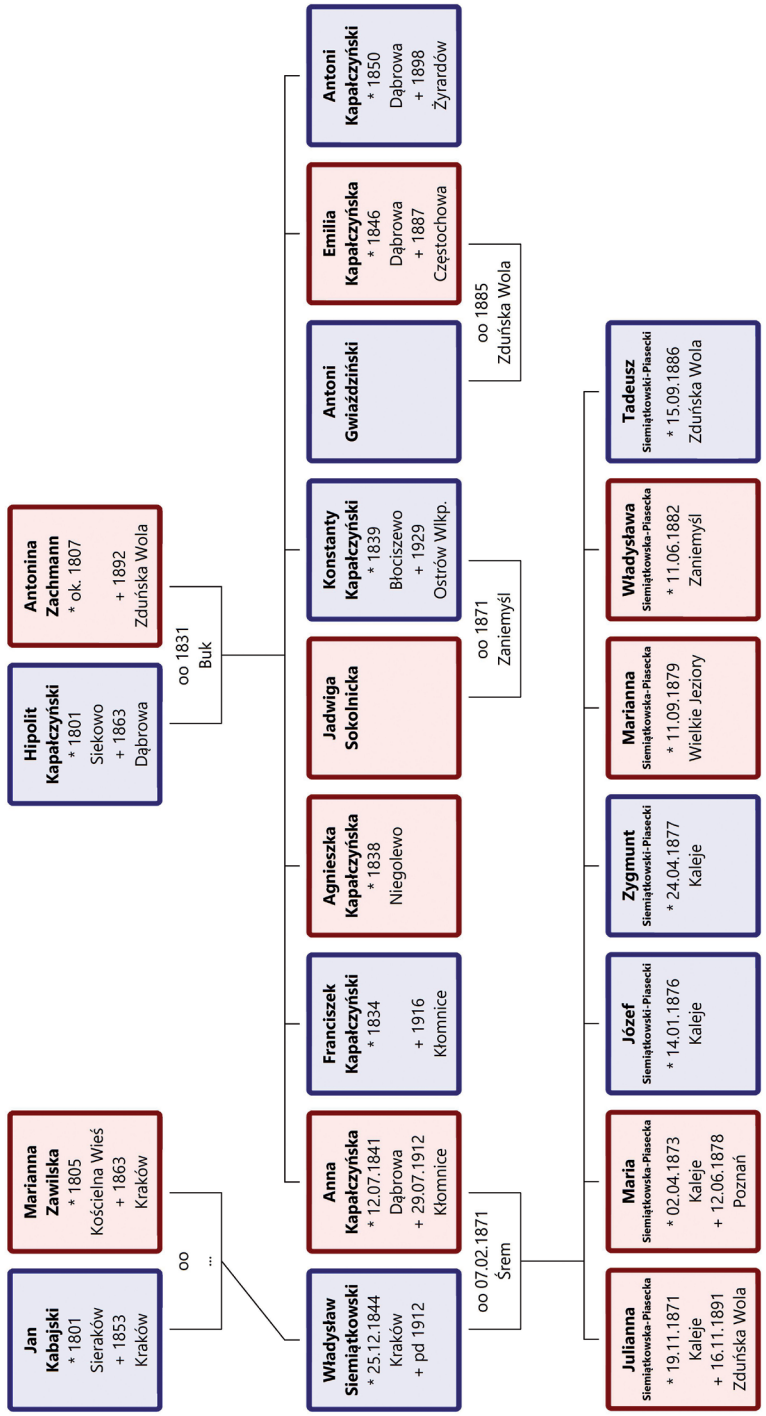 Jan
Kabajski
* 1801
Sieraków
+ 1853
Kraków
Marianna
Zawilska
* 1805
Kościelna Wieś
+ 1863
Kraków
oo
...
Hipolit
Kapałczyński
* 1801
Siekowo
+ 1863
Dąbrowa
Antonina
Zachmann
* ok. 1807
+ 1892
Zduńska Wola
oo 1831
Buk
Władysław
Siemiątkowski
* 25.12.1844
Kraków
+ pd 1912
Anna
Kapałczyńska
* 12.07.1841
Dąbrowa
+ 29.07.1912
Kłomnice
Franciszek
Kapałczyński
* 1834
+ 1916
Kłomnice
Agnieszka
Kapałczyńska
* 1838
Niegolewo
Jadwiga
Sokolnicka
Konstanty
Kapałczyński
* 1839
Błociszewo
+ 1929
Ostrów Wlkp.
Antoni
Gwiaździński
Emilia
Kapałczyńska
* 1846
Dąbrowa
+ 1887
Częstochowa
Antoni
Kapałczyński
* 1850
Dąbrowa
+ 1898
Żyrardów
oo 07.02.1871
Śrem
oo 1871
Zaniemyśl
oo 1885
Zduńska Wola
Julianna
Siemiątkowska-Piasecka
* 19.11.1871
Kaleje
+ 16.11.1891
Zduńska Wola
Maria
Siemiątkowska-Piasecka
* 02.04.1873
Kaleje
+ 12.06.1878
Poznań
Józef
Siemiątkowski-Piasecki
* 14.01.1876
Kaleje
Zygmunt
Siemiątkowski-Piasecki
* 24.04.1877
Kaleje
Marianna
Siemiątkowska-Piasecka
* 11.09.1879
Wielkie Jeziory
Władysława
Siemiątkowska-Piasecka
* 11.06.1882
Zaniemyśl
Tadeusz
Siemiątkowski-Piasecki
* 15.09.1886
Zduńska Wola